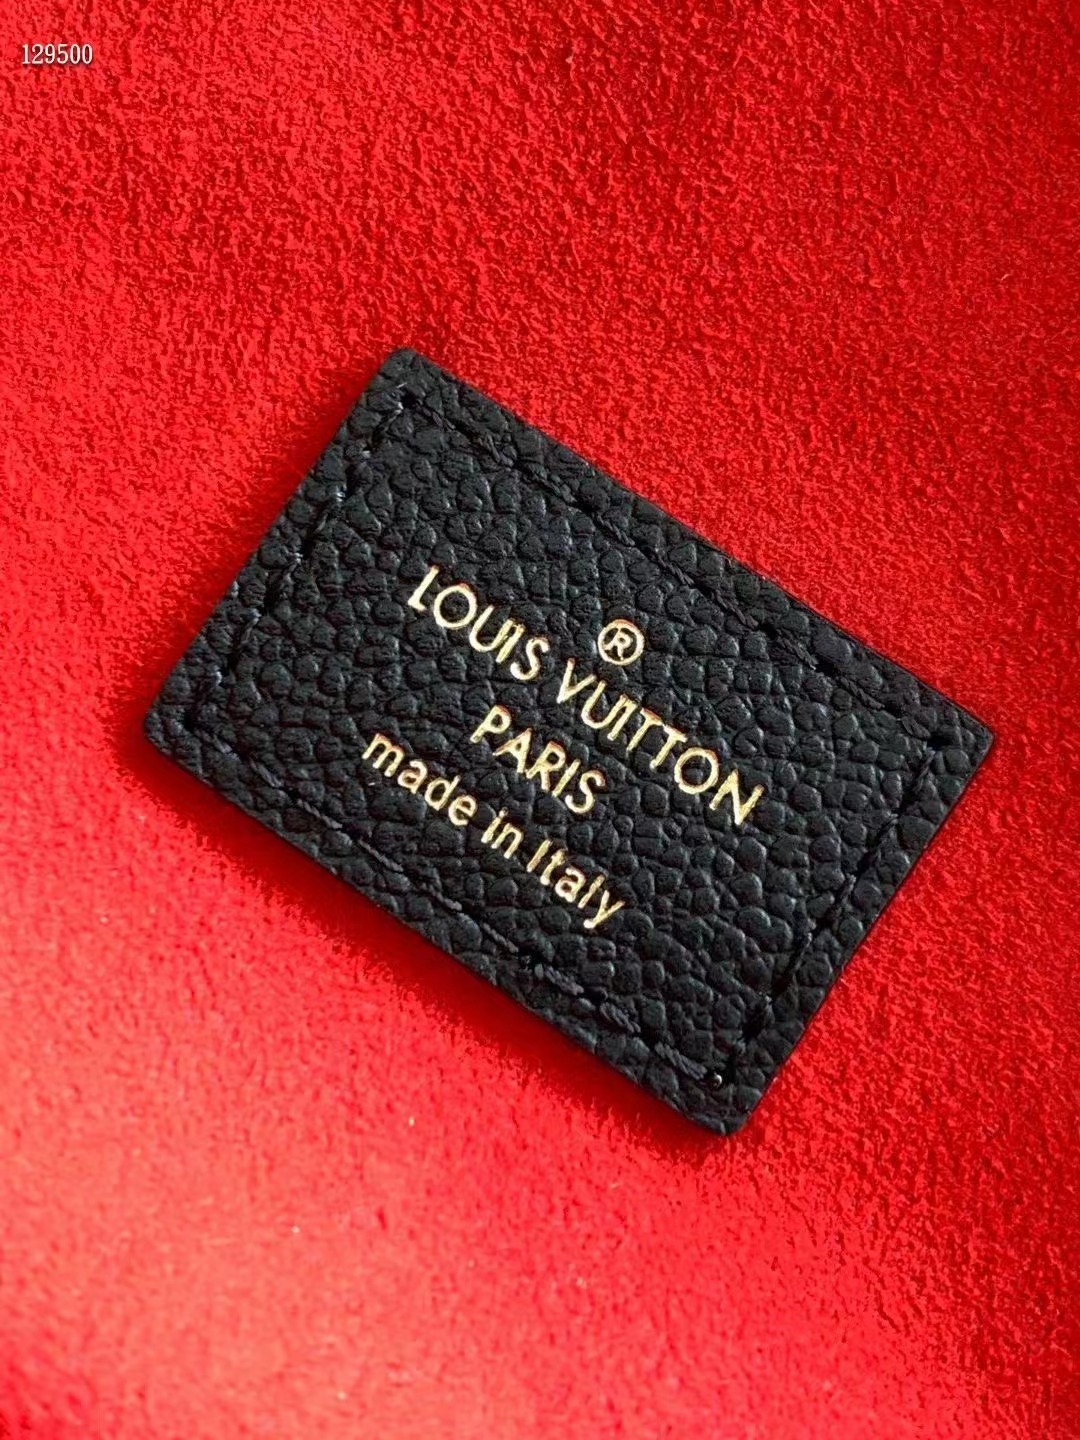 129500
®
LOUIS VUITTON
PARIS
made in Italy